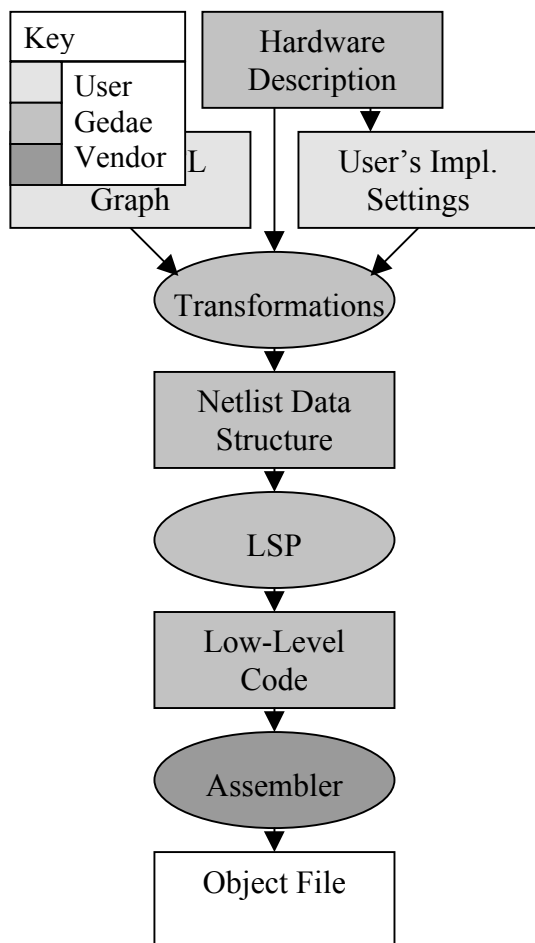 Key
User
Gedae
Vendor
Hardware
Description
L
Graph
User’s Impl.
Settings
Transformations
Netlist Data
Structure
LSP
Low-Level
Code
Assembler
Object File